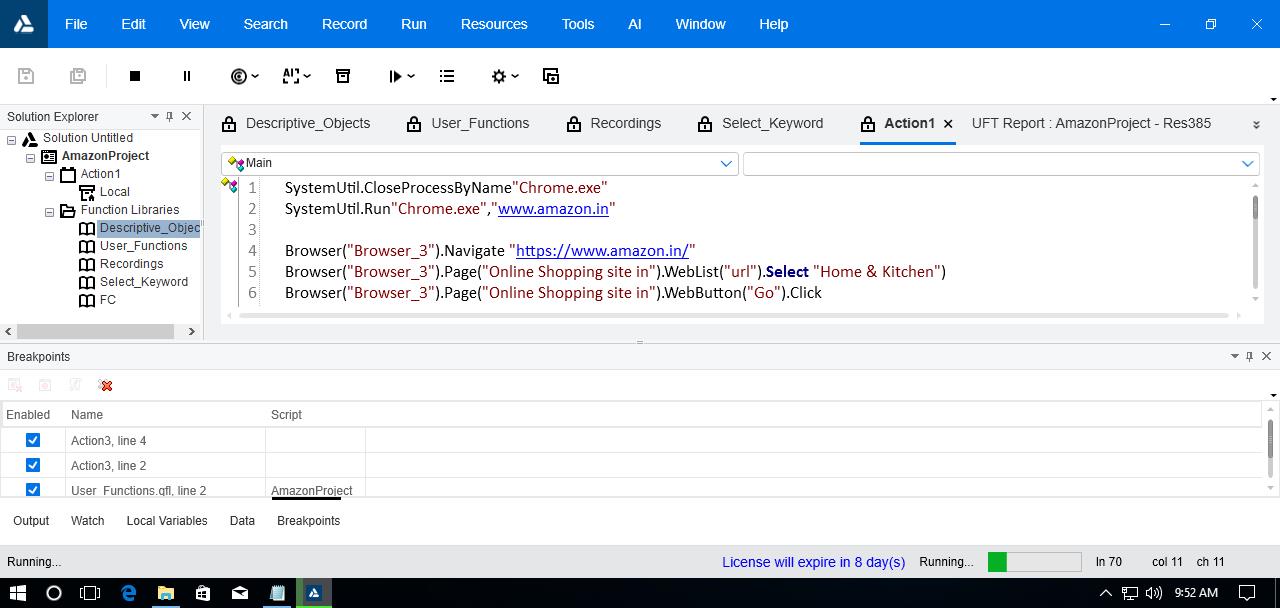 File Edit View Search Record Run Resources Tools AI Window Help
AI
Solution Explorer
Solution Untitled
AmazonProject
Action1
Local
Function Libraries
Descriptive_Objec
User_Functions
Recordings
Select_Keyword
FC
Descriptive_Objects User_Functions Recordings Select_Keyword Action1 UFT Report : AmazonProject - Res385
Main
1 SystemUtil.CloseProcessByName"Chrome.exe"
2 SystemUtil.Run"Chrome.exe","www.amazon.in"
3
4 Browser("Browser_3").Navigate "https://www.amazon.in/"
5 Browser("Browser_3").Page("Online Shopping site in").WebList("url").Select "Home & Kitchen")
6 Browser("Browser_3").Page("Online Shopping site in").WebButton("Go").Click
Breakpoints
Enabled Name Script
Action3, line 4
Action3, line 2
User_Functions.qfl, line 2 AmazonProject
Output Watch Local Variables Data Breakpoints
Running... License will expire in 8 day(s) Running... ln 70 col 11 ch 11
9:52 AM